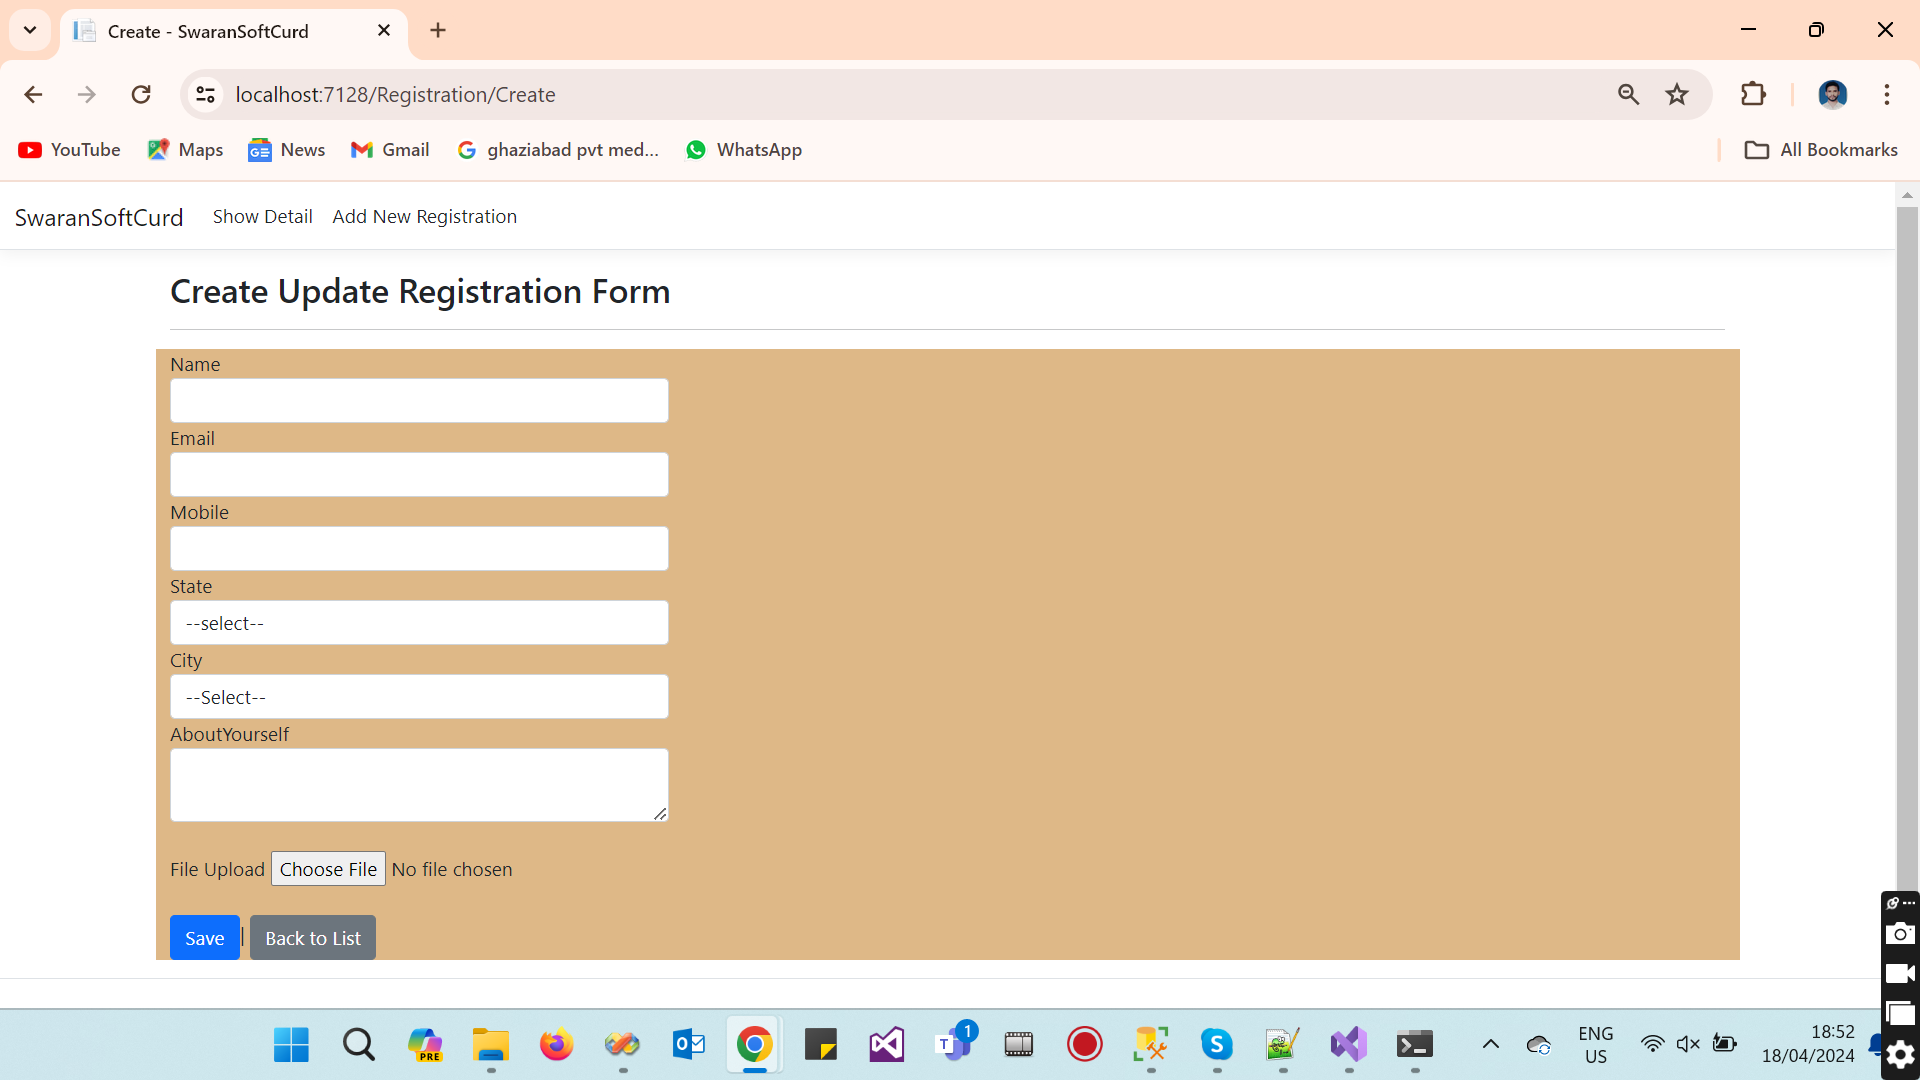 Create - SwaranSoftCurd
localhost:7128/Registration/Create
YouTube Maps News Gmail ghaziabad pvt med... WhatsApp All Bookmarks
SwaranSoftCurd Show Detail Add New Registration
Create Update Registration Form
Name
Email
Mobile
State
--select--
City
--Select--
AboutYourself
File Upload Choose File No file chosen
Save | Back to List
PRE
T 1
S
ENG
US
18:52
18/04/2024